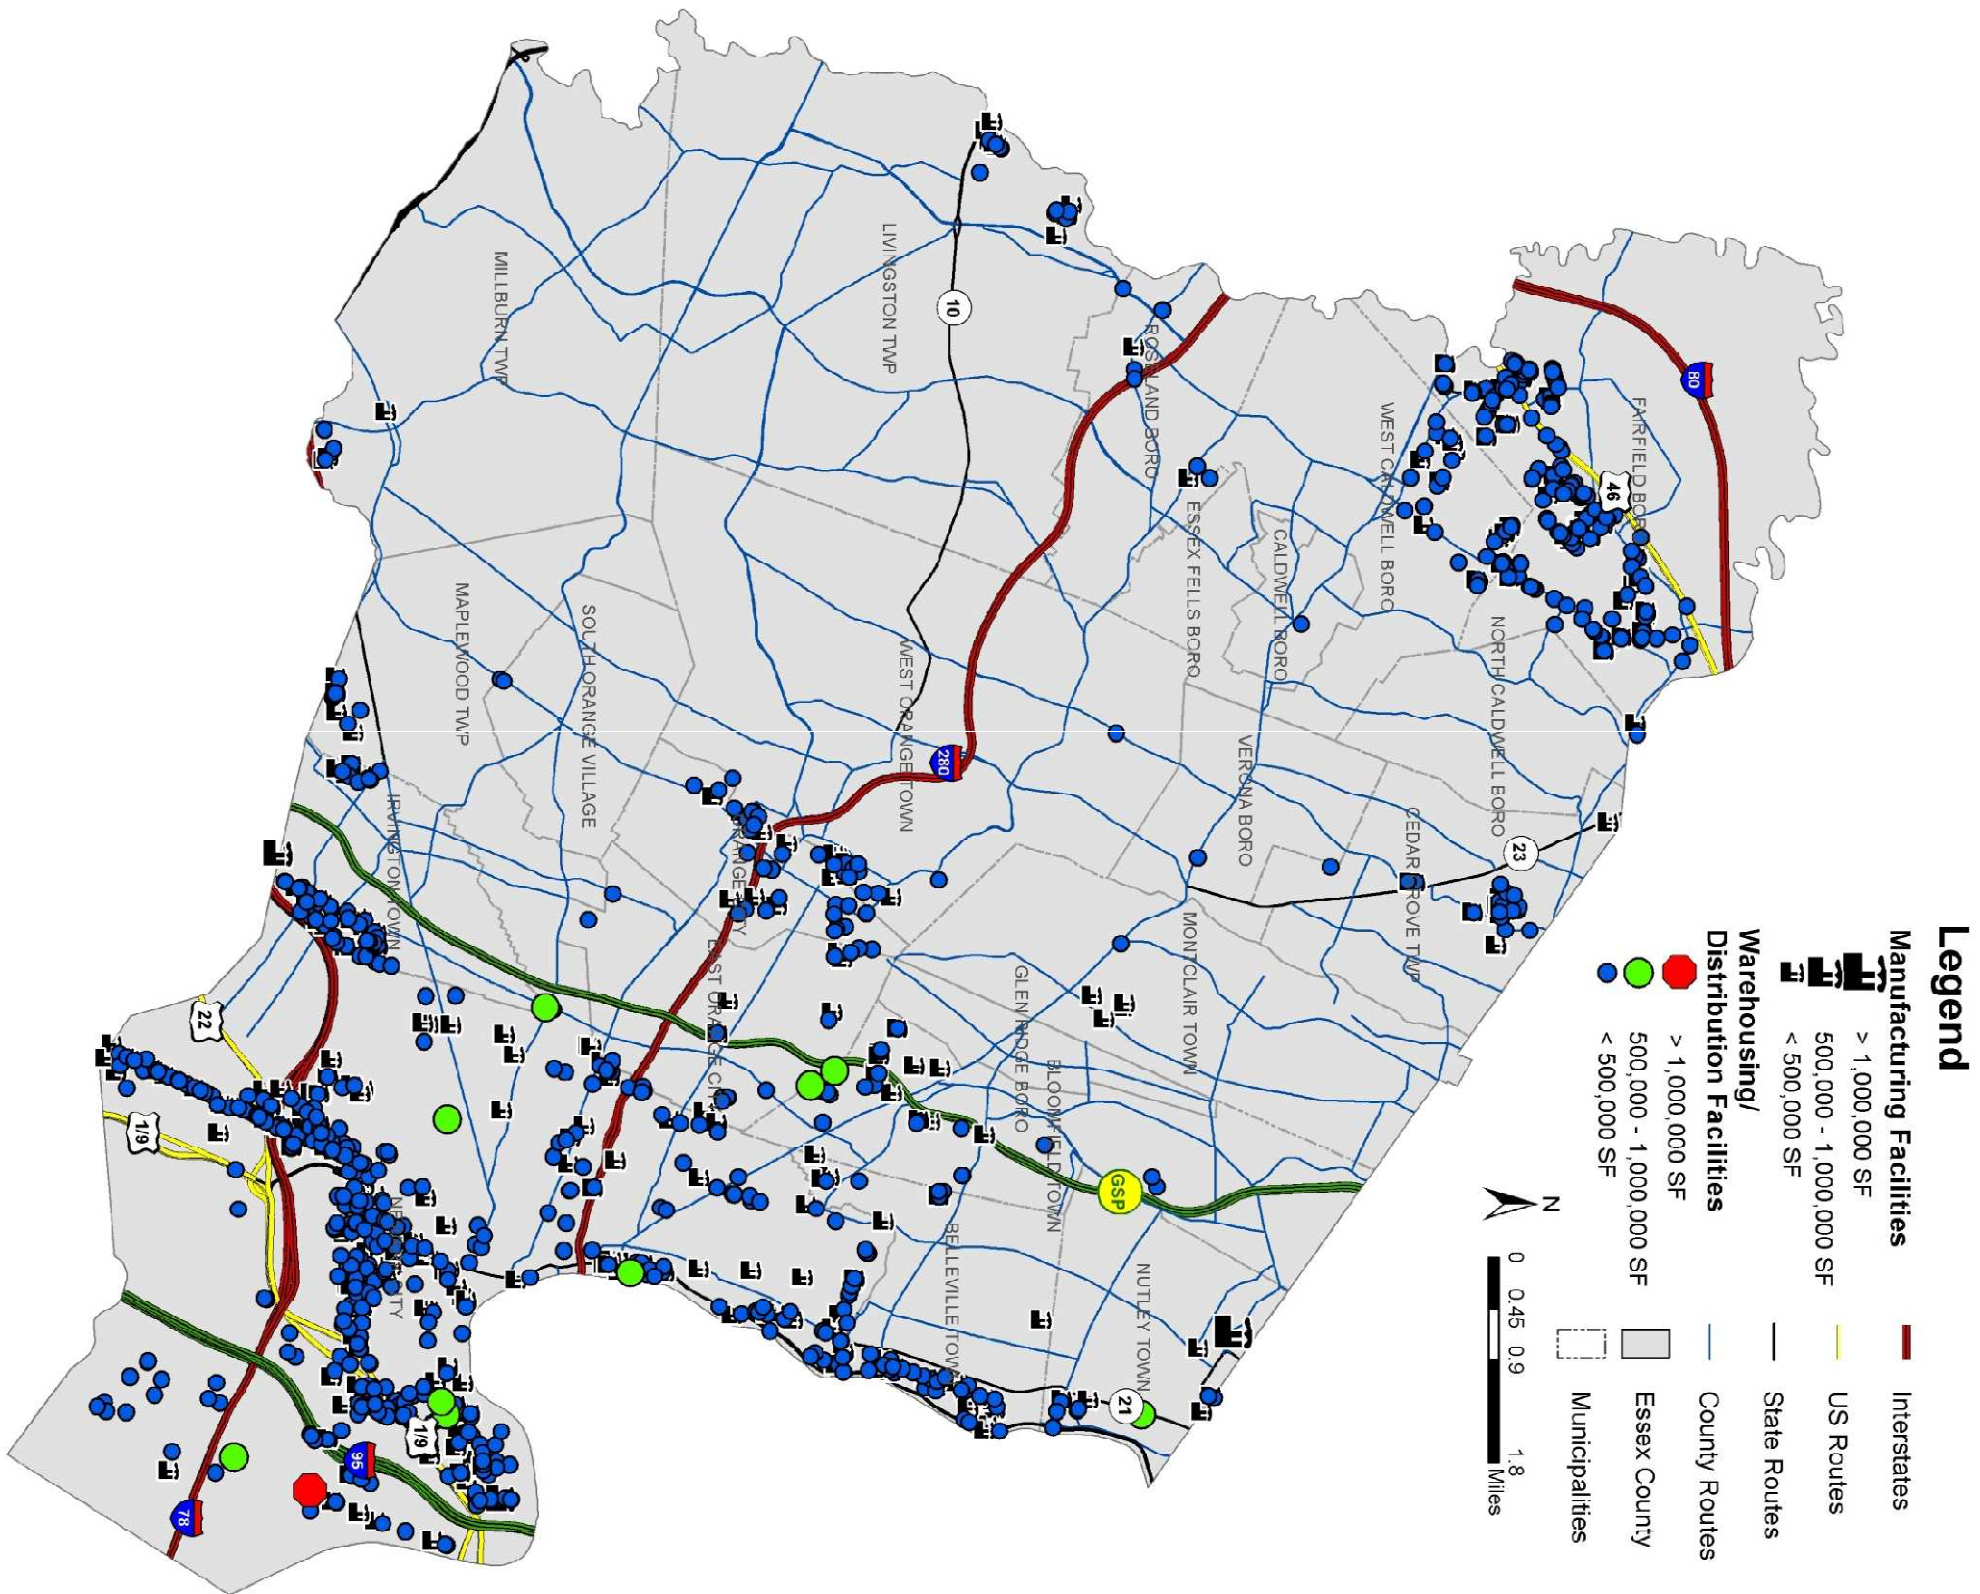 Legend
Manufacturing Facilities
> 1,000,000 SF
500,000 - 1,000,000 SF
< 500,000 SF
Warehousing/
Distribution Facilities
> 1,000,000 SF
500,000 - 1,000,000 SF
< 500,000 SF
Interstates
US Routes
State Routes
County Routes
Essex County
Municipalities
N
0 0.45 0.9 1.8
Miles
80
46
FAIRFIELD BORO
WEST CALDWELL BORO
NORTH CALDWELL BORO
CALDWELL BORO
ESSEX FELLS BORO
ROSELAND BORO
VERONA BORO
CEDAR GROVE TWP
23
LIVINGSTON TWP
10
WEST ORANGE TOWN
280
MONTCLAIR TOWN
GLEN RIDGE BORO
BLOOMFIELD TOWN
GSP
NUTLEY TOWN
21
BELLEVILLE TOWN
MILLBURN TWP
MAPLEWOOD TWP
SOUTH ORANGE VILLAGE
ORANGE CITY
EAST ORANGE CITY
IRVINGTON TOWN
22
1/9
1/9
95
78